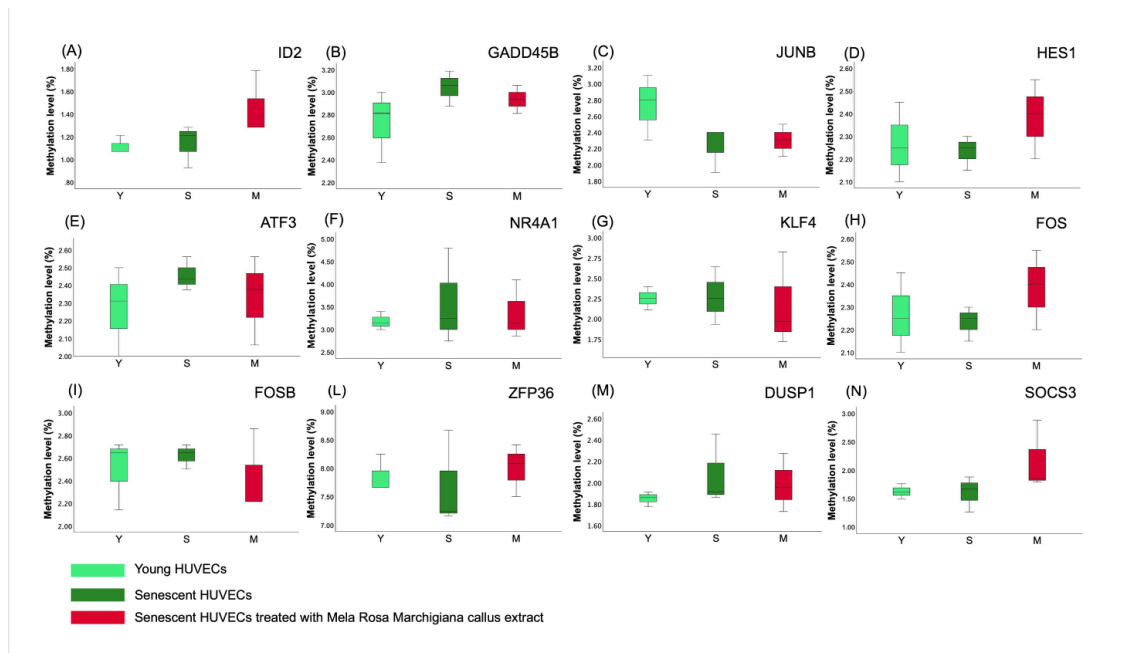 (A) ID2
Methylation level (%)
1.80
1.60
1.40
1.20
1.00
.80
Y S M
(B) GADD45B
Methylation level (%)
3.20
3.00
2.80
2.60
2.40
2.20
Y S M
(C) JUNB
Methylation level (%)
3.20
3.00
2.80
2.60
2.40
2.20
2.00
1.80
Y S M
(D) HES1
Methylation level (%)
2.60
2.50
2.40
2.30
2.20
2.10
Y S M
(E) ATF3
Methylation level (%)
2.60
2.50
2.40
2.30
2.20
2.10
2.00
Y S M
(F) NR4A1
Methylation level (%)
5.00
4.50
4.00
3.50
3.00
2.50
Y S M
(G) KLF4
Methylation level (%)
3.00
2.75
2.50
2.25
2.00
1.75
Y S M
(H) FOS
Methylation level (%)
2.60
2.50
2.40
2.30
2.20
2.10
Y S M
(I) FOSB
Methylation level (%)
3.00
2.80
2.60
2.40
2.20
2.00
Y S M
(L) ZFP36
Methylation level (%)
9.00
8.50
8.00
7.50
7.00
Y S M
(M) DUSP1
Methylation level (%)
2.60
2.40
2.20
2.00
1.80
1.60
Y S M
(N) SOCS3
Methylation level (%)
3.00
2.50
2.00
1.50
1.00
Y S M
Young HUVECs
Senescent HUVECs
Senescent HUVECs treated with Mela Rosa Marchigiana callus extract